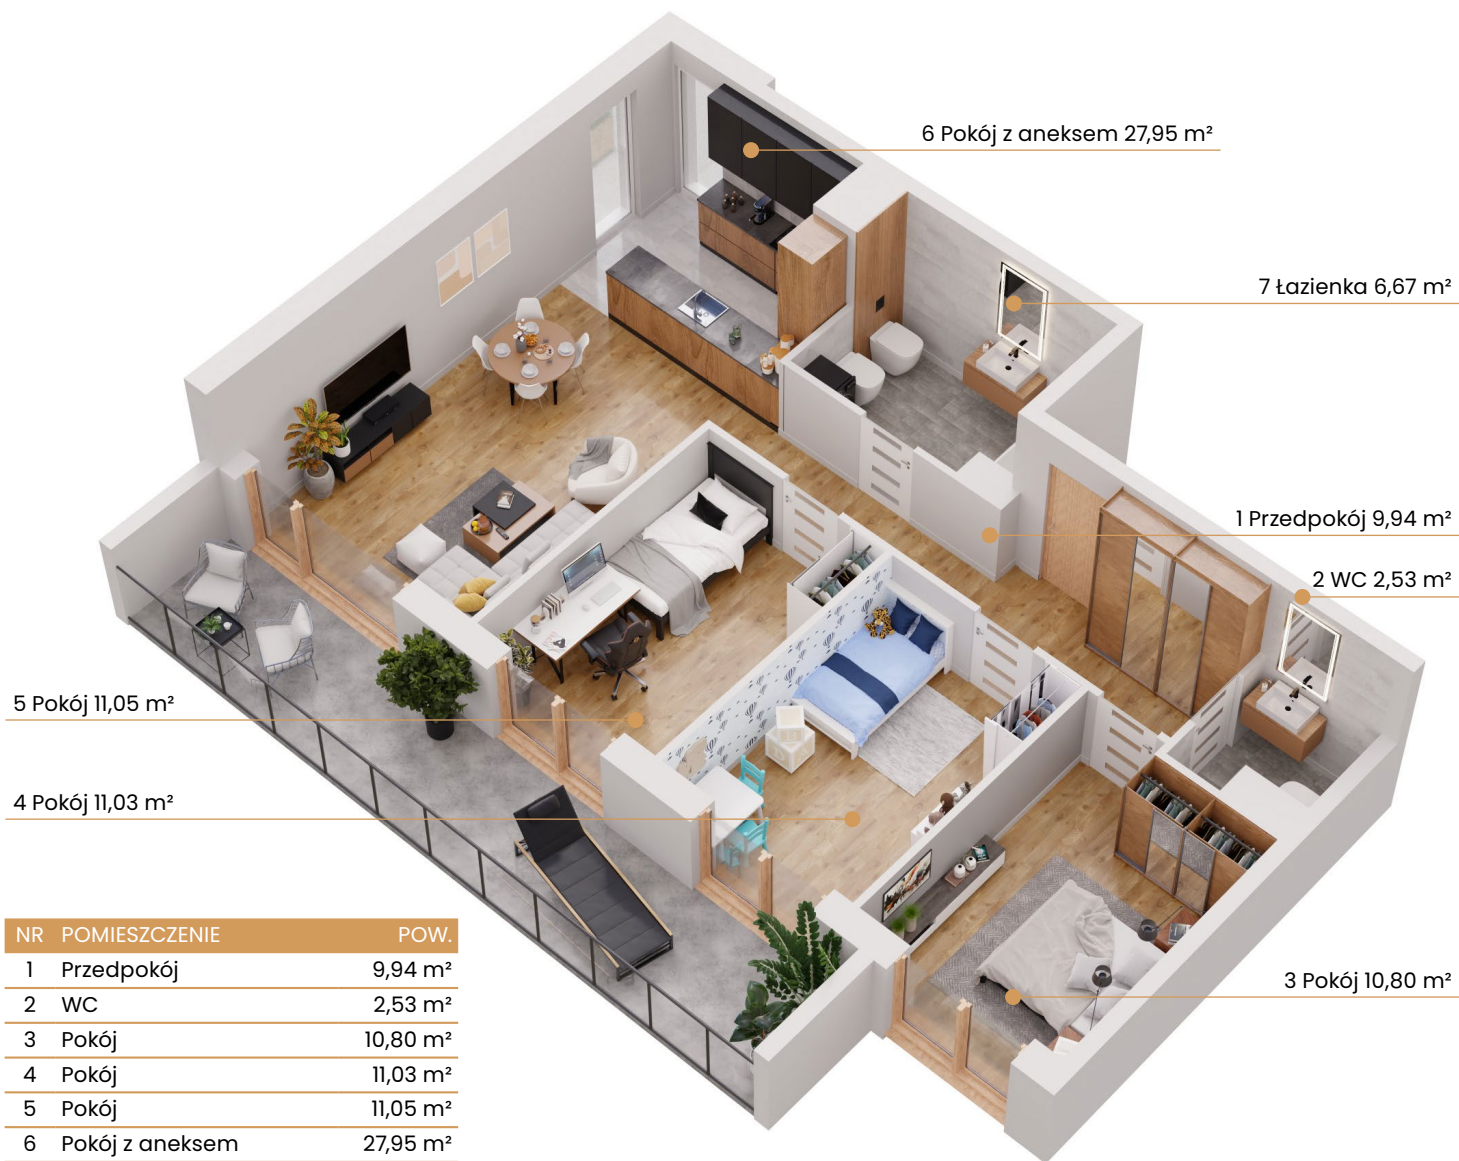 6 Pokój z aneksem 27,95 m²
7 Łazienka 6,67 m²
1 Przedpokój 9,94 m²
2 WC 2,53 m²
5 Pokój 11,05 m²
4 Pokój 11,03 m²
3 Pokój 10,80 m²
NR POMIESZCZENIE POW.
1 Przedpokój 9,94 m²
2 WC 2,53 m²
3 Pokój 10,80 m²
4 Pokój 11,03 m²
5 Pokój 11,05 m²
6 Pokój z aneksem 27,95 m²